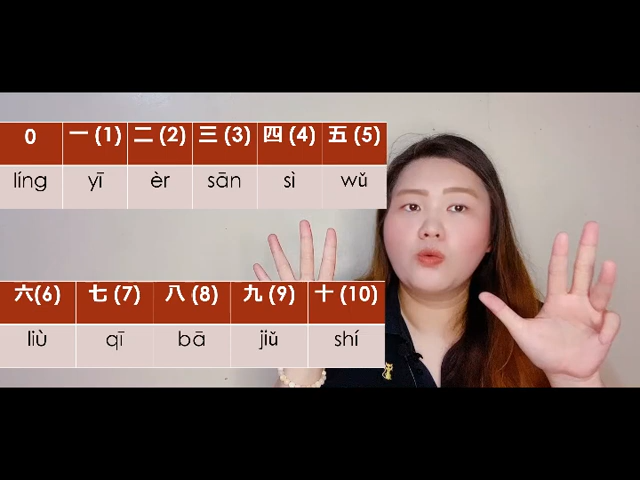 0 一 (1) 二 (2) 三 (3) 四 (4) 五 (5)
líng yī èr sān sì wǔ
六(6) 七 (7) 八 (8) 九 (9) 十 (10)
liù qī bā jiǔ shí